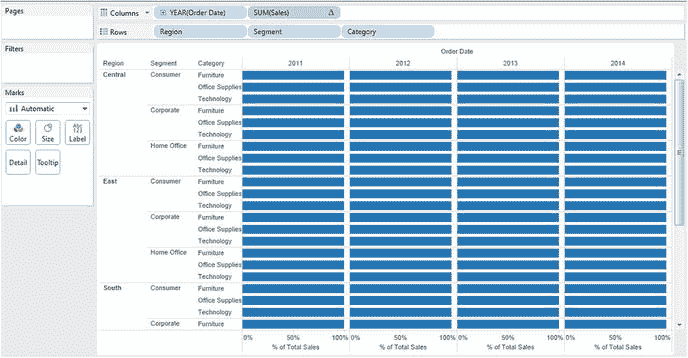 Pages
Columns
YEAR(Order Date)
SUM(Sales)
Δ
Rows
Region
Segment
Category
Filters
Order Date
Region Segment Category 2011 2012 2013 2014
Marks
Automatic
Color Size Label
Detail Tooltip
Central Consumer Furniture
Office Supplies
Technology
Corporate Furniture
Office Supplies
Technology
Home Office Furniture
Office Supplies
Technology
East Consumer Furniture
Office Supplies
Technology
Corporate Furniture
Office Supplies
Technology
Home Office Furniture
Office Supplies
Technology
South Consumer Furniture
Office Supplies
Technology
Corporate Furniture
0% 50% 100% 0% 50% 100% 0% 50% 100% 0% 50% 100%
% of Total Sales % of Total Sales % of Total Sales % of Total Sales